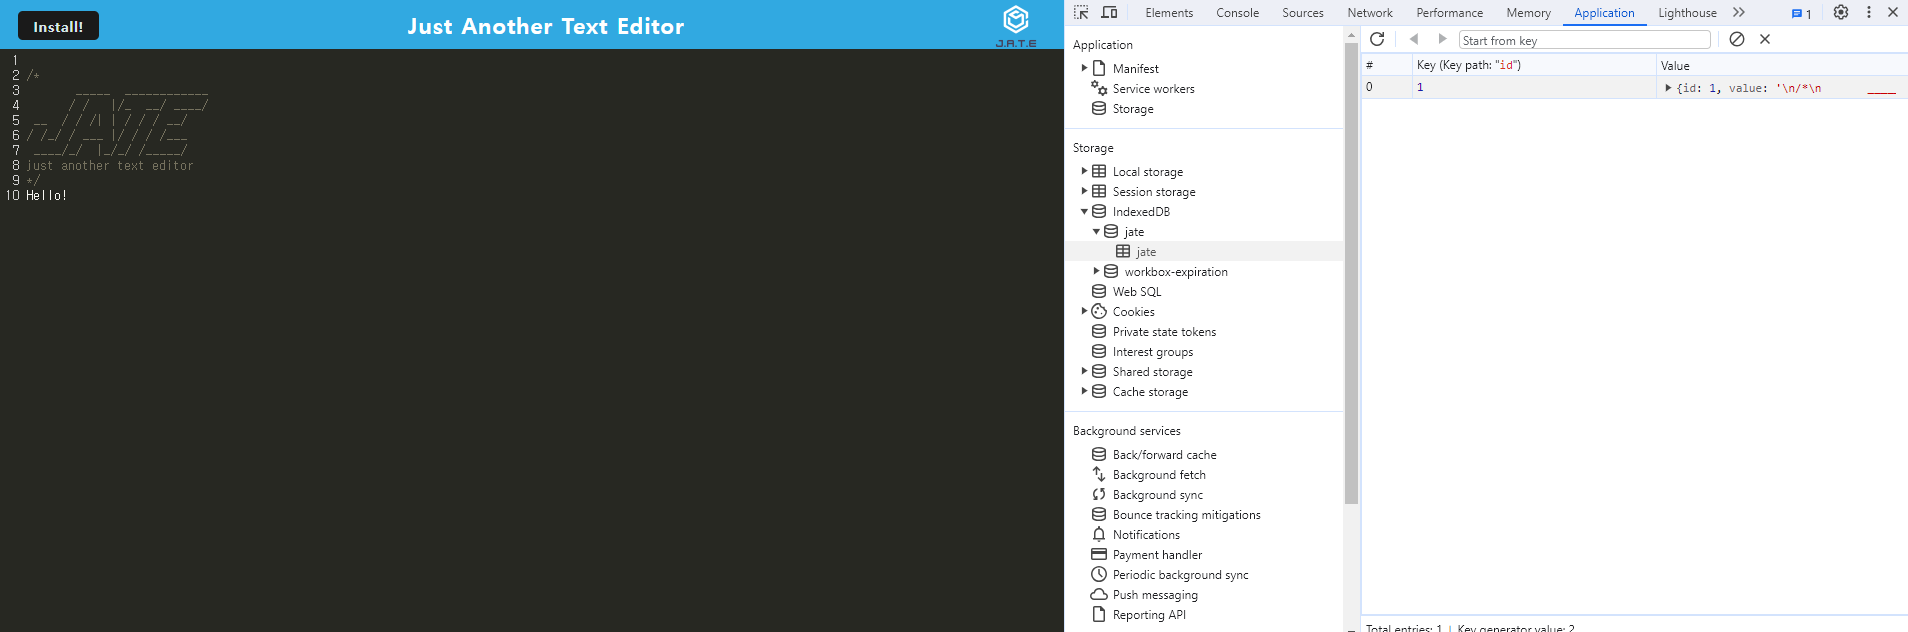 Install!
Just Another Text Editor
J.A.T.E
1
2 /*
3        _____  ____________
4       / /   |/_  __/ ____/
5  __  / / /| | / / / __/
6 / /_/ / ___ |/ / / /___
7  ____/_/  |_/_/ /_____/
8 just another text editor
9 */
10 Hello!
Elements Console Sources Network Performance Memory Application Lighthouse 1
Application
Manifest
Service workers
Storage
Storage
Local storage
Session storage
IndexedDB
jate
jate
workbox-expiration
Web SQL
Cookies
Private state tokens
Interest groups
Shared storage
Cache storage
Background services
Back/forward cache
Background fetch
Background sync
Bounce tracking mitigations
Notifications
Payment handler
Periodic background sync
Push messaging
Reporting API
Start from key
# Key (Key path: "id") Value
0 1 {id: 1, value: '\n/*\n       ____
Total entries: 1 | Key generator value: 2